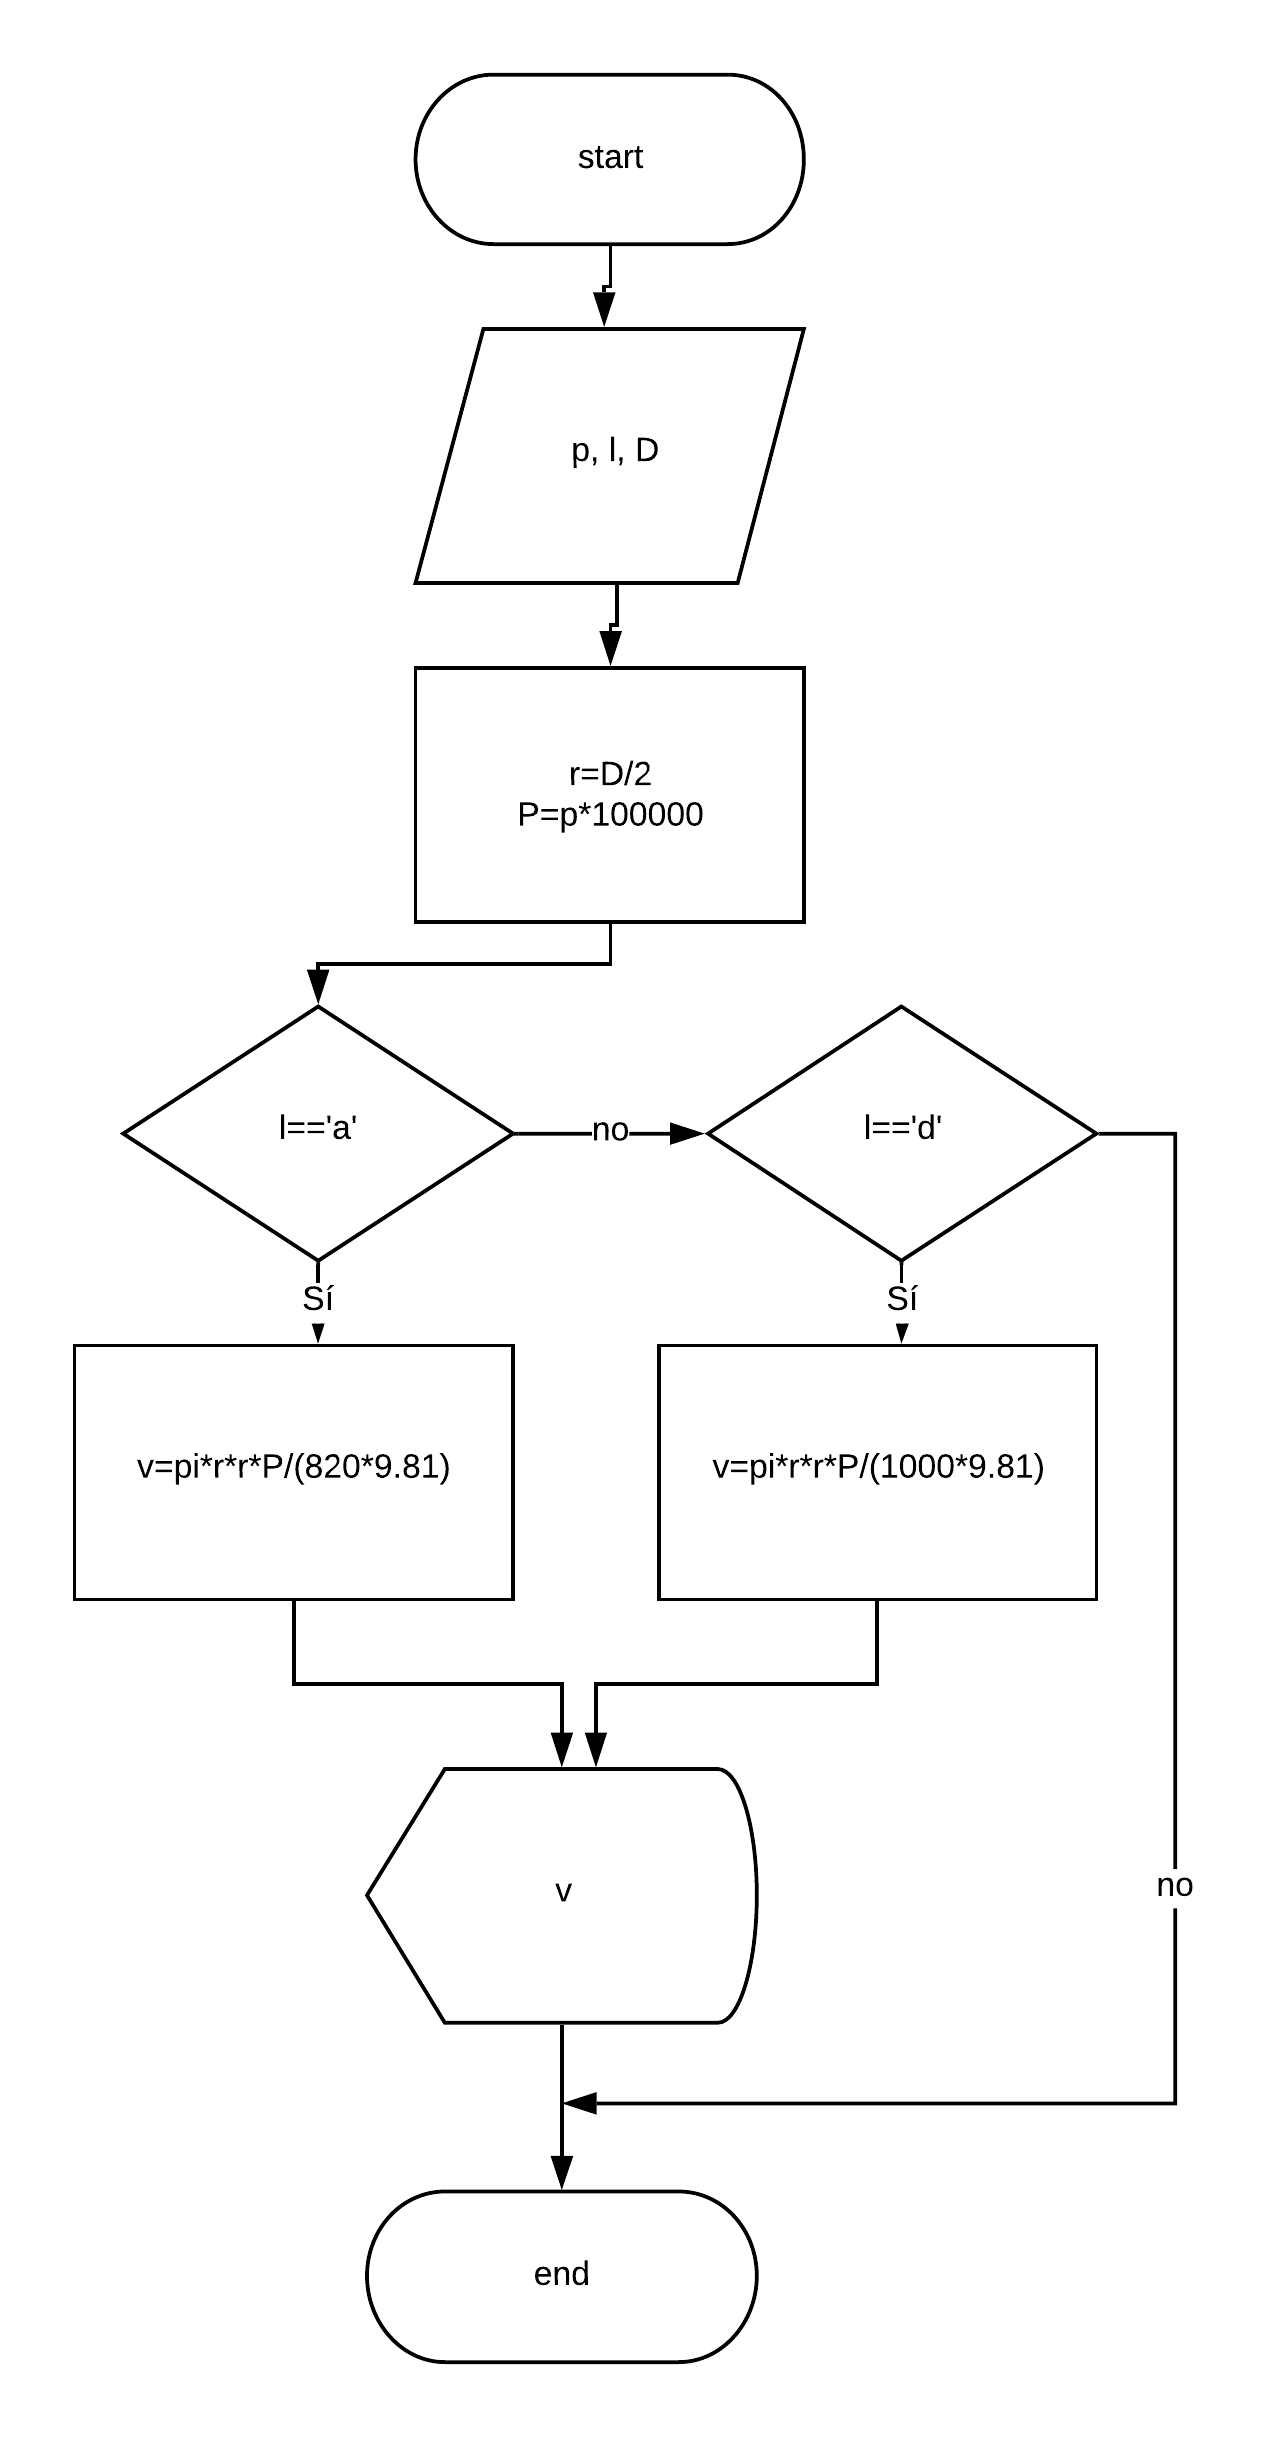 start
p, l, D
r=D/2
P=p*100000
l=='a'
no
l=='d'
Sí
Sí
v=pi*r*r*P/(820*9.81)
v=pi*r*r*P/(1000*9.81)
v
no
end